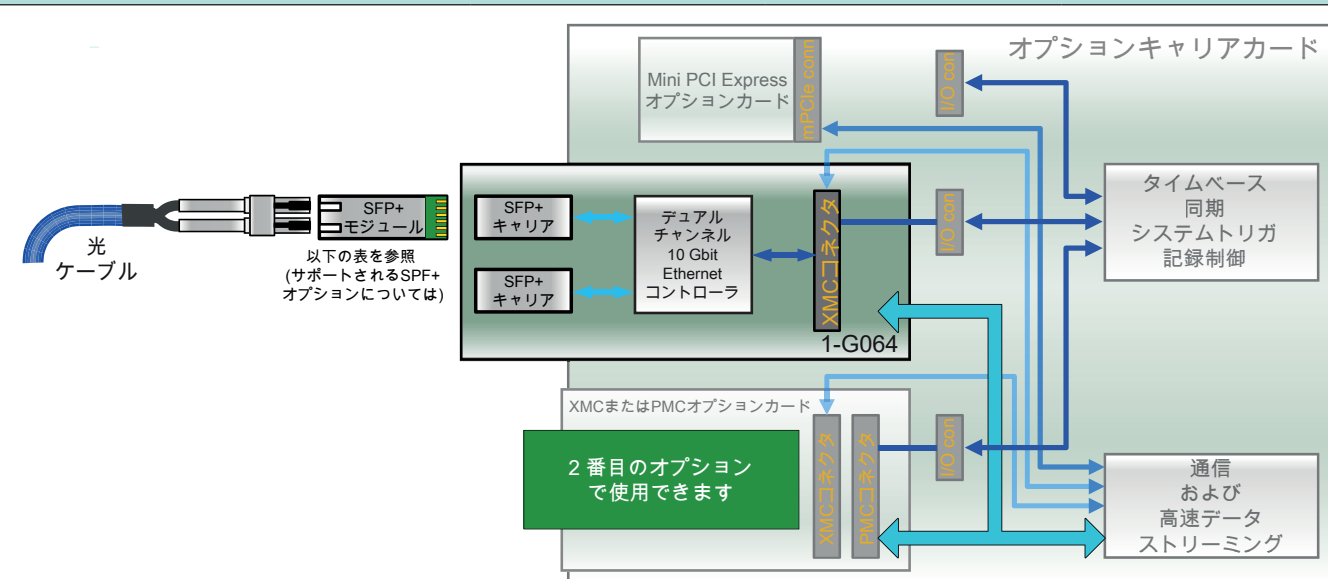 オプションキャリアカード
Mini PCI Express
オプションカード
mPCIe conn
I/O con
タイムベース
同期
システムトリガ
記録制御
光
ケーブル
SFP+
モジュール
以下の表を参照
(サポートされるSPF+
オプションについては)
SFP+
キャリア
SFP+
キャリア
デュアル
チャンネル
10 Gbit
Ethernet
コントローラ
XMCコネクタ
I/O con
1-G064
XMCまたはPMCオプションカード
2 番目のオプション
で使用できます
XMCコネクタ
PMCコネクタ
I/O con
通信
および
高速データ
ストリーミング